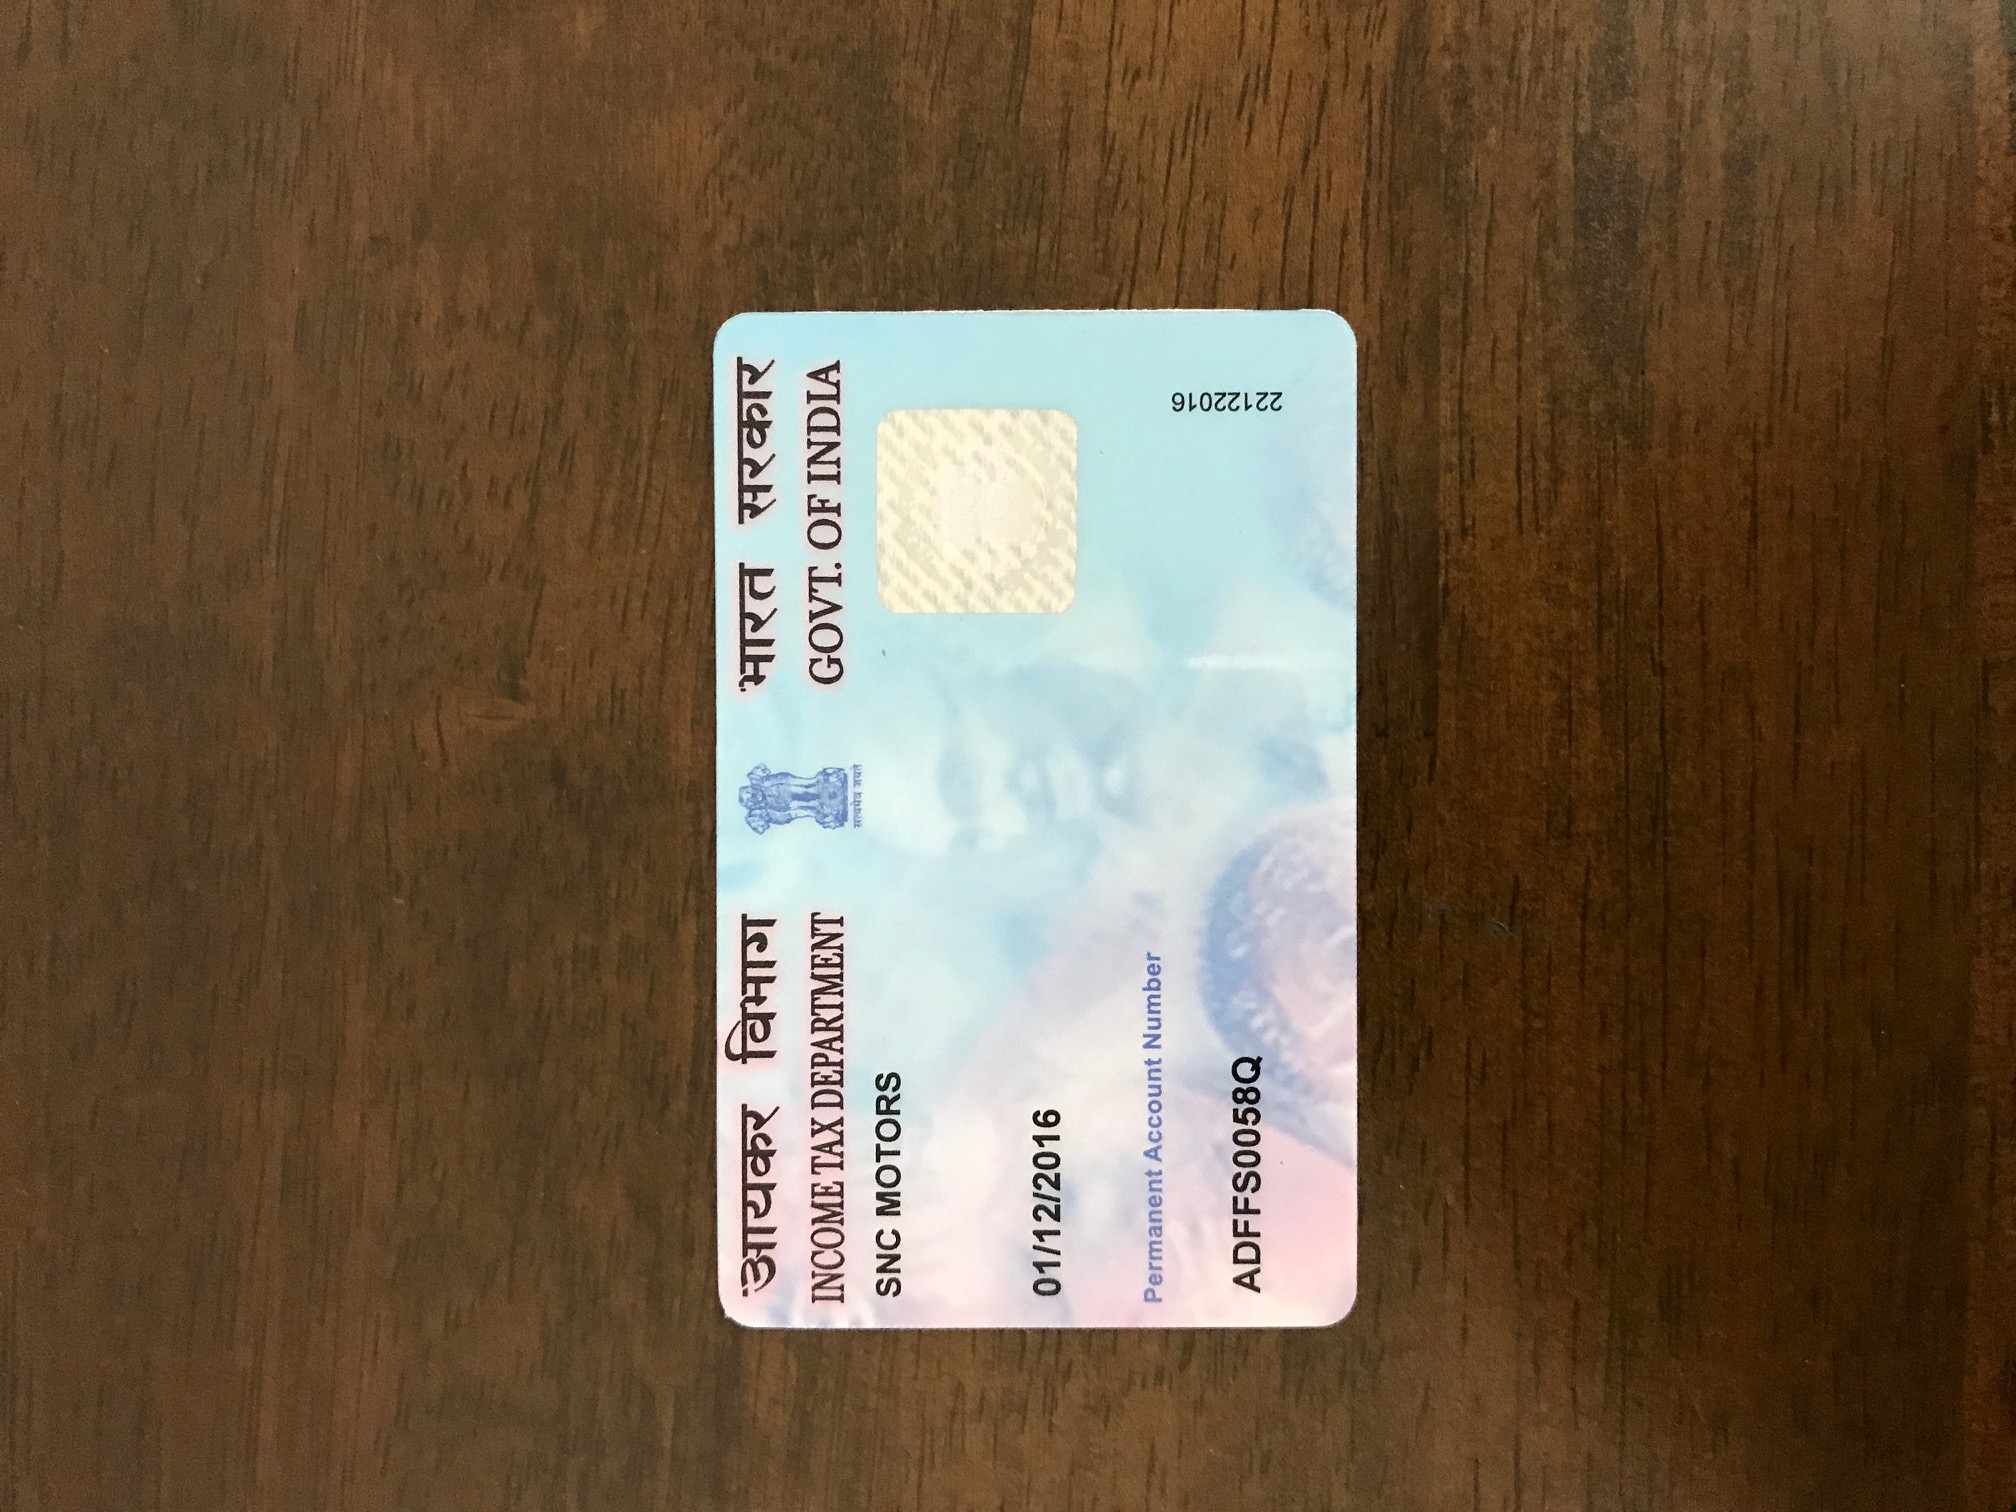 आयकर विभाग
INCOME TAX DEPARTMENT
सत्यमेव जयते
भारत सरकार
GOVT. OF INDIA
SNC MOTORS
01/12/2016
Permanent Account Number
ADFFS0058Q
22122016